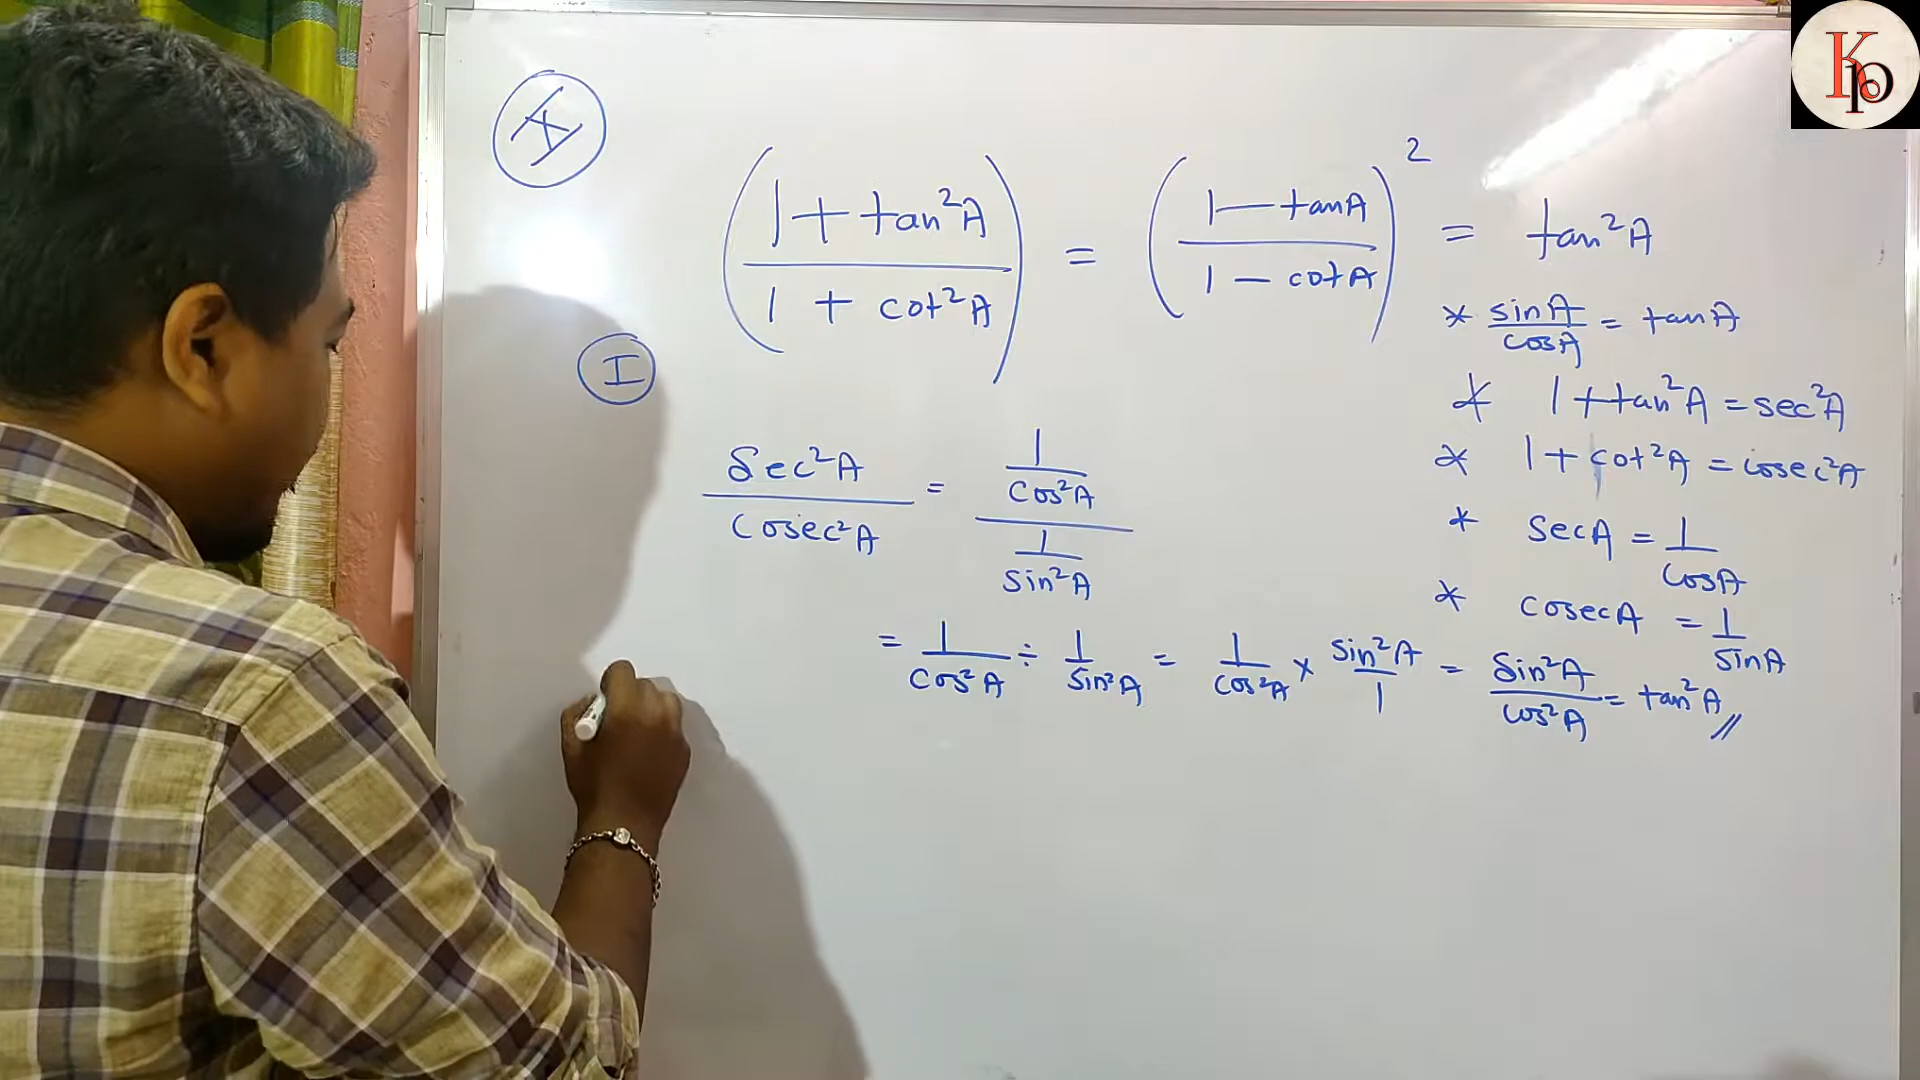 KP
(1 + tan²A / 1 + cot²A) = (1 - tanA / 1 - cotA)² = tan²A
* sinA / cosA = tanA
I
* 1 + tan²A = sec²A
* 1 + cot²A = cosec²A
sec²A / cosec²A = 1/cos²A / 1/sin²A
* secA = 1/cosA
* cosecA = 1/sinA
= 1/cos²A ÷ 1/sin²A = 1/cos²A × sin²A/1 = sin²A/cos²A = tan²A //